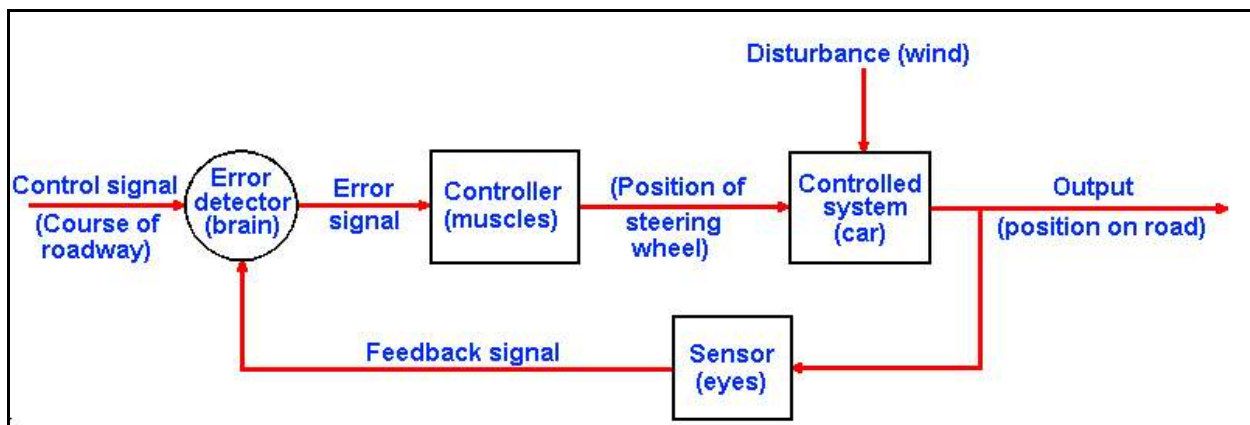 Disturbance (wind)
Control signal
(Course of
roadway)
Error
detector
(brain)
Error
signal
Controller
(muscles)
(Position of
steering
wheel)
Controlled
system
(car)
Output
(position on road)
Feedback signal
Sensor
(eyes)